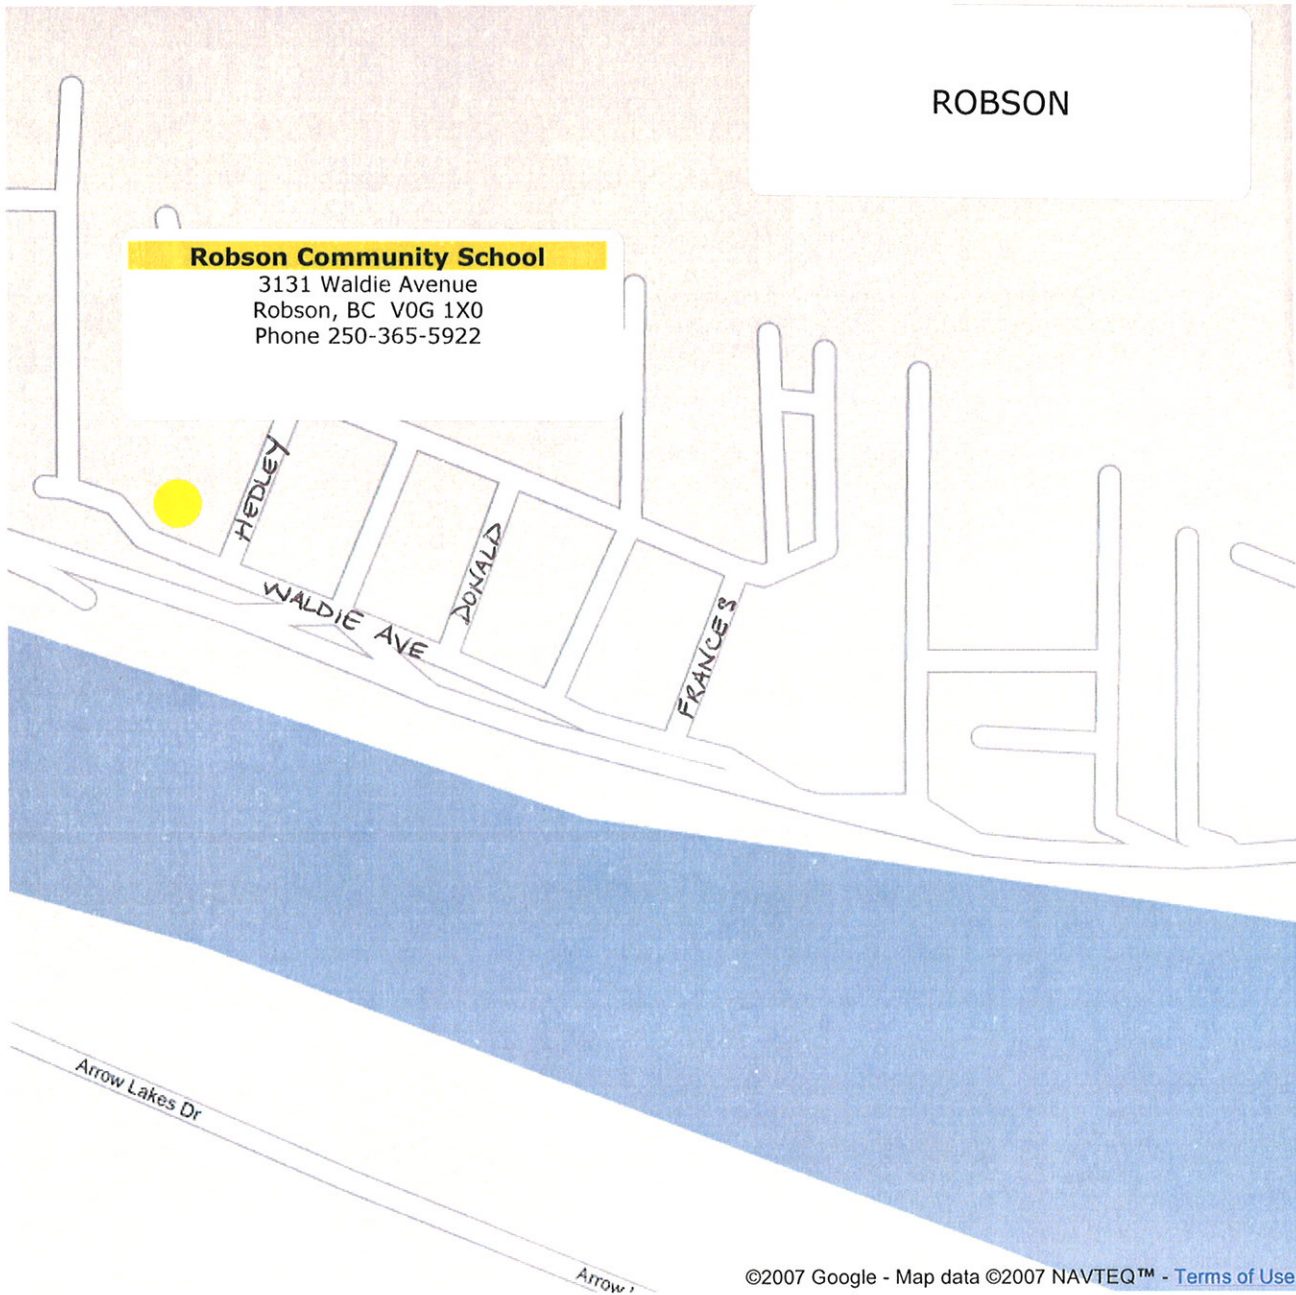 ROBSON
Robson Community School
3131 Waldie Avenue
Robson, BC V0G 1X0
Phone 250-365-5922
HEDLEY
DONALD
WALDIE AVE
FRANCES
Arrow Lakes Dr
Arrow
©2007 Google - Map data ©2007 NAVTEQ™ - Terms of Use